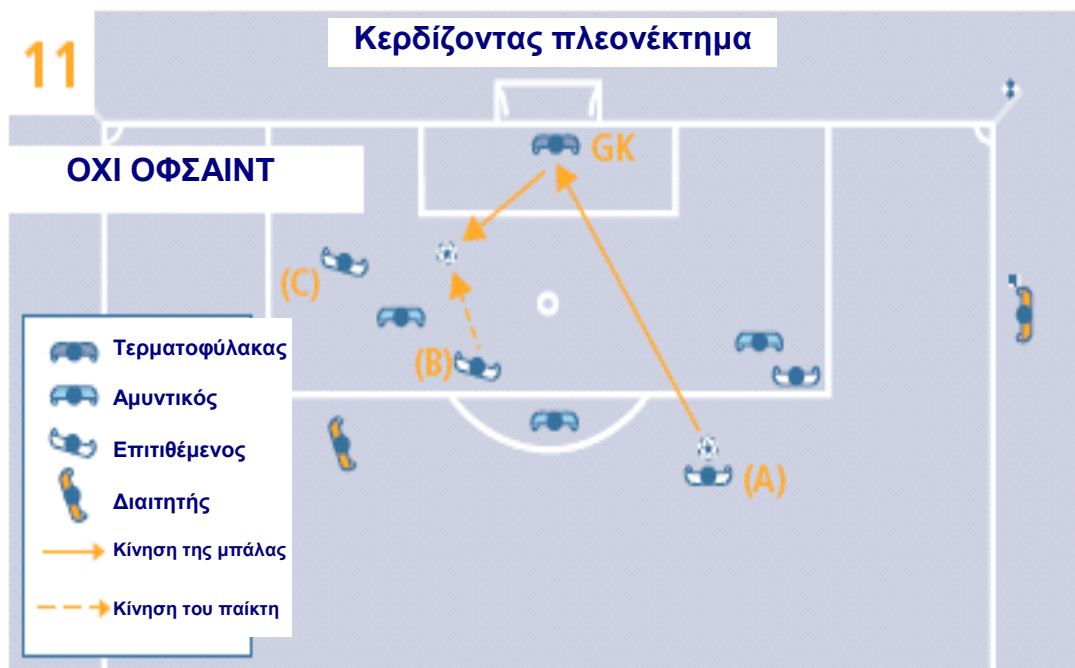 11
Κερδίζοντας πλεονέκτημα
GK
ΟΧΙ ΟΦΣΑΙΝΤ
(C)
(B)
(A)
Τερματοφύλακας
Αμυντικός
Επιτιθέμενος
Διαιτητής
Κίνηση της μπάλας
Κίνηση του παίκτη